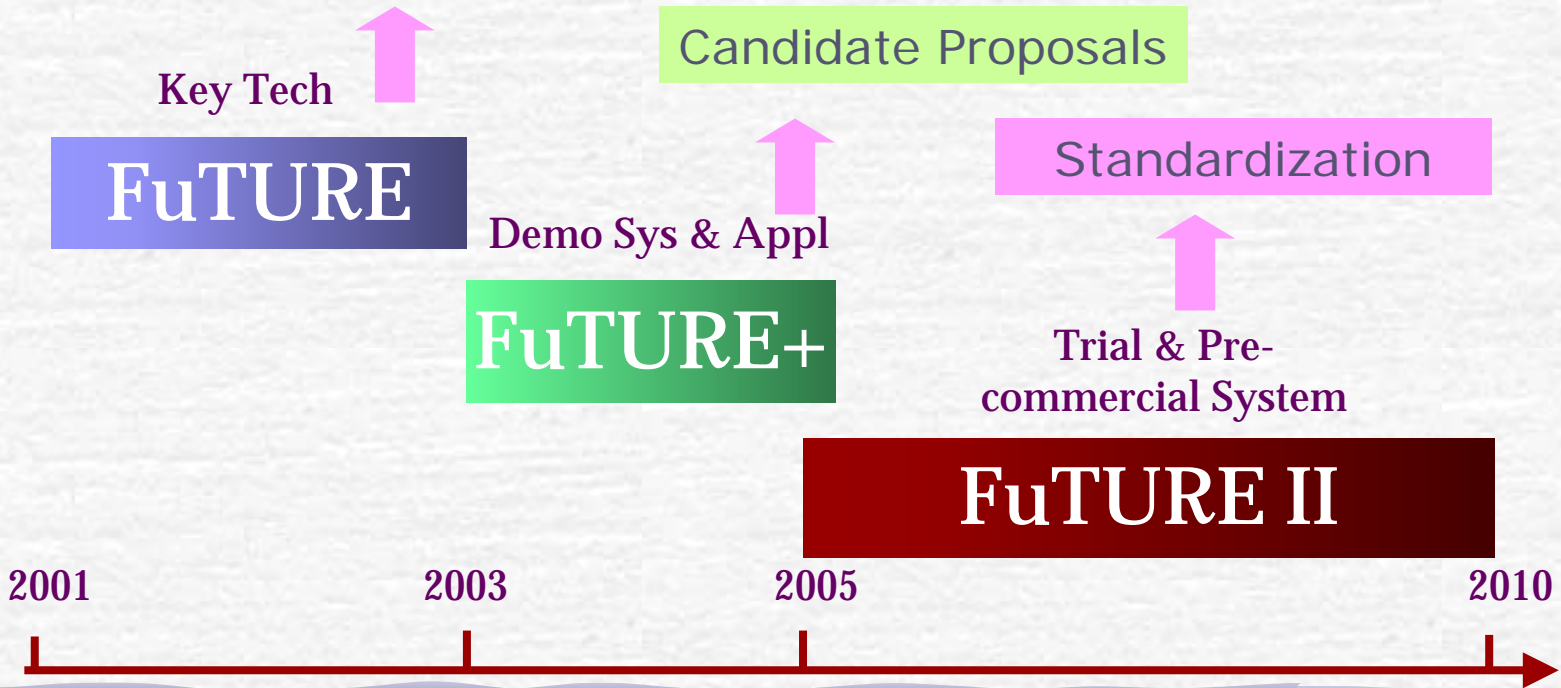 Candidate Proposals
Key Tech
FuTURE
Standardization
Demo Sys & Appl
FuTURE+
Trial & Pre-
commercial System
FuTURE II
2001
2003
2005
2010